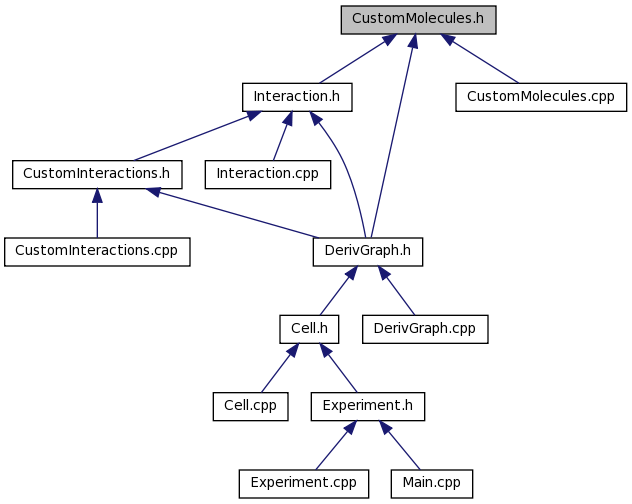 CustomMolecules.h
Interaction.h
CustomMolecules.cpp
CustomInteractions.h
Interaction.cpp
CustomInteractions.cpp
DerivGraph.h
Cell.h
DerivGraph.cpp
Cell.cpp
Experiment.h
Experiment.cpp
Main.cpp